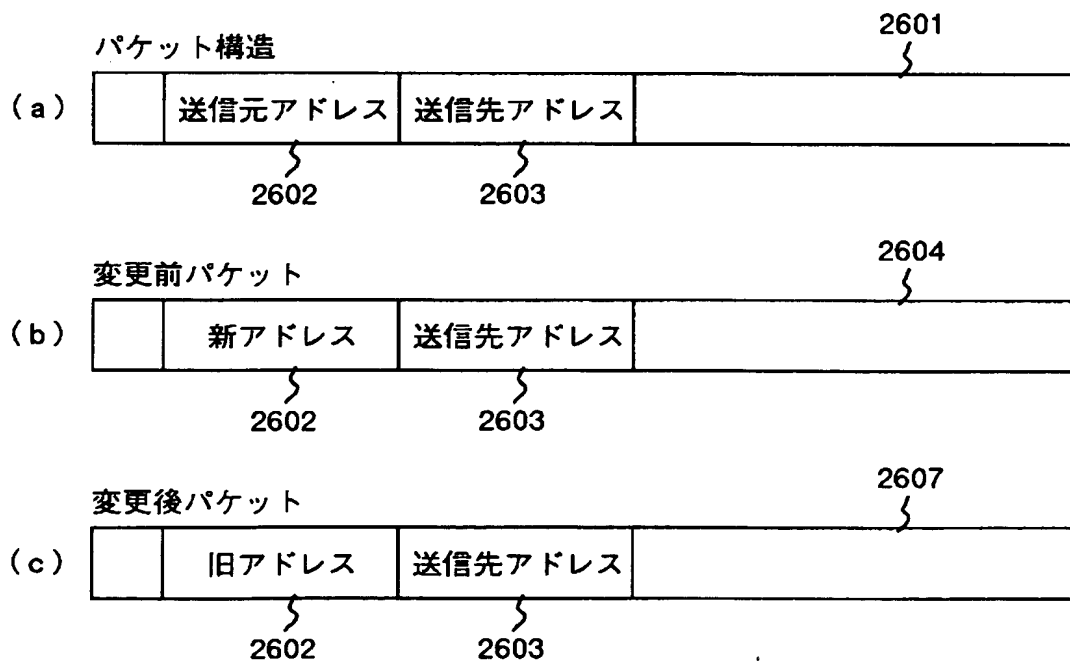 2601
パケット構造
(a) 送信元アドレス 送信先アドレス
2602 2603
2604
変更前パケット
(b) 新アドレス 送信先アドレス
2602 2603
2607
変更後パケット
(c) 旧アドレス 送信先アドレス
2602 2603